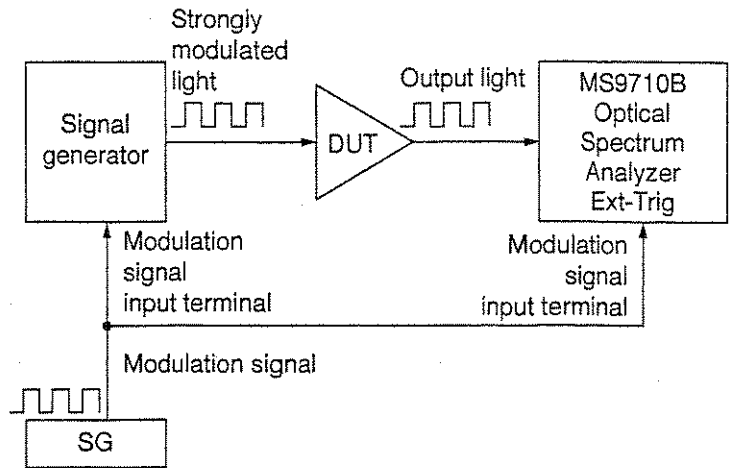 Strongly
modulated
light
Signal
generator
DUT
Output light
MS9710B
Optical
Spectrum
Analyzer
Ext-Trig
Modulation
signal
input terminal
Modulation
signal
input terminal
Modulation signal
SG